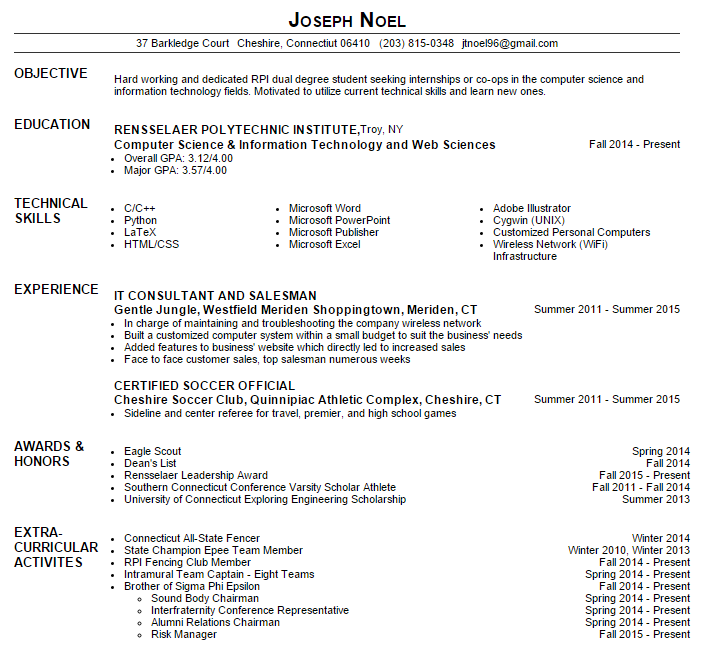 JOSEPH NOEL
37 Barkledge Court Cheshire, Connectiut 06410 (203) 815-0348 jtnoel96@gmail.com
OBJECTIVE
Hard working and dedicated RPI dual degree student seeking internships or co-ops in the computer science and
information technology fields. Motivated to utilize current technical skills and learn new ones.
EDUCATION
RENSSELAER POLYTECHNIC INSTITUTE,Troy, NY
Computer Science & Information Technology and Web Sciences Fall 2014 - Present
• Overall GPA: 3.12/4.00
• Major GPA: 3.57/4.00
TECHNICAL
SKILLS
• C/C++
• Python
• LaTeX
• HTML/CSS
• Microsoft Word
• Microsoft PowerPoint
• Microsoft Publisher
• Microsoft Excel
• Adobe Illustrator
• Cygwin (UNIX)
• Customized Personal Computers
• Wireless Network (WiFi)
Infrastructure
EXPERIENCE
IT CONSULTANT AND SALESMAN
Gentle Jungle, Westfield Meriden Shoppingtown, Meriden, CT Summer 2011 - Summer 2015
• In charge of maintaining and troubleshooting the company wireless network
• Built a customized computer system within a small budget to suit the business' needs
• Added features to business' website which directly led to increased sales
• Face to face customer sales, top salesman numerous weeks
CERTIFIED SOCCER OFFICIAL
Cheshire Soccer Club, Quinnipiac Athletic Complex, Cheshire, CT Summer 2011 - Summer 2015
• Sideline and center referee for travel, premier, and high school games
AWARDS &
HONORS
• Eagle Scout Spring 2014
• Dean's List Fall 2014
• Rensselaer Leadership Award Fall 2015 - Present
• Southern Connecticut Conference Varsity Scholar Athlete Fall 2011 - Fall 2014
• University of Connecticut Exploring Engineering Scholarship Summer 2013
EXTRA-
CURRICULAR
ACTIVITES
• Connecticut All-State Fencer Winter 2014
• State Champion Epee Team Member Winter 2010, Winter 2013
• RPI Fencing Club Member Fall 2014 - Present
• Intramural Team Captain - Eight Teams Spring 2014 - Present
• Brother of Sigma Phi Epsilon Fall 2014 - Present
○ Sound Body Chairman Spring 2014 - Present
○ Interfraternity Conference Representative Spring 2014 - Present
○ Alumni Relations Chairman Spring 2014 - Present
○ Risk Manager Fall 2015 - Present